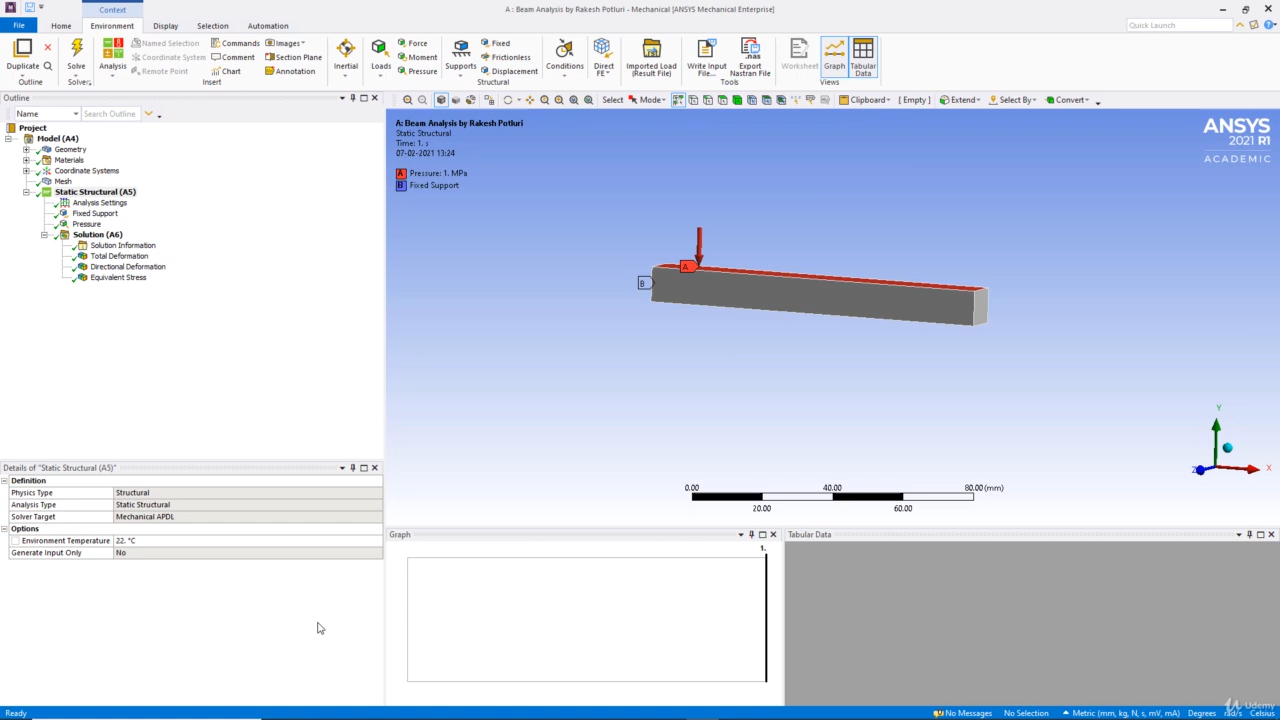 Context
A : Beam Analysis by Rakesh Potluri - Mechanical [ANSYS Mechanical Enterprise]
File Home Environment Display Selection Automation
Quick Launch
Duplicate
Outline
Solve
Solver
Analysis
Named Selection
Coordinate System
Remote Point
Commands
Comment
Chart
Images
Section Plane
Annotation
Insert
Inertial
Loads
Force
Moment
Pressure
Supports
Fixed
Frictionless
Displacement
Structural
Conditions
Direct
FE
Imported Load
(Result File)
Write Input
File...
Export
Nastran File
Tools
Worksheet
Graph
Tabular
Data
Views
Outline
Select Mode Clipboard [ Empty ] Extend Select By Convert
Name Search Outline
Project
Model (A4)
Geometry
Materials
Coordinate Systems
Mesh
Static Structural (A5)
Analysis Settings
Fixed Support
Pressure
Solution (A6)
Solution Information
Total Deformation
Directional Deformation
Equivalent Stress
A: Beam Analysis by Rakesh Potluri
Static Structural
Time: 1. s
07-02-2021 13:24
A Pressure: 1. MPa
B Fixed Support
ANSYS
2021 R1
ACADEMIC
A
B
Y
X
Z
0.00 40.00 80.00 (mm)
20.00 60.00
Details of "Static Structural (A5)"
Definition
Physics Type Structural
Analysis Type Static Structural
Solver Target Mechanical APDL
Options
Environment Temperature 22. °C
Generate Input Only No
Graph
1.
Tabular Data
Ready
No Messages No Selection Metric (mm, kg, N, s, mV, mA) Degrees rad/s Celsius
Udemy